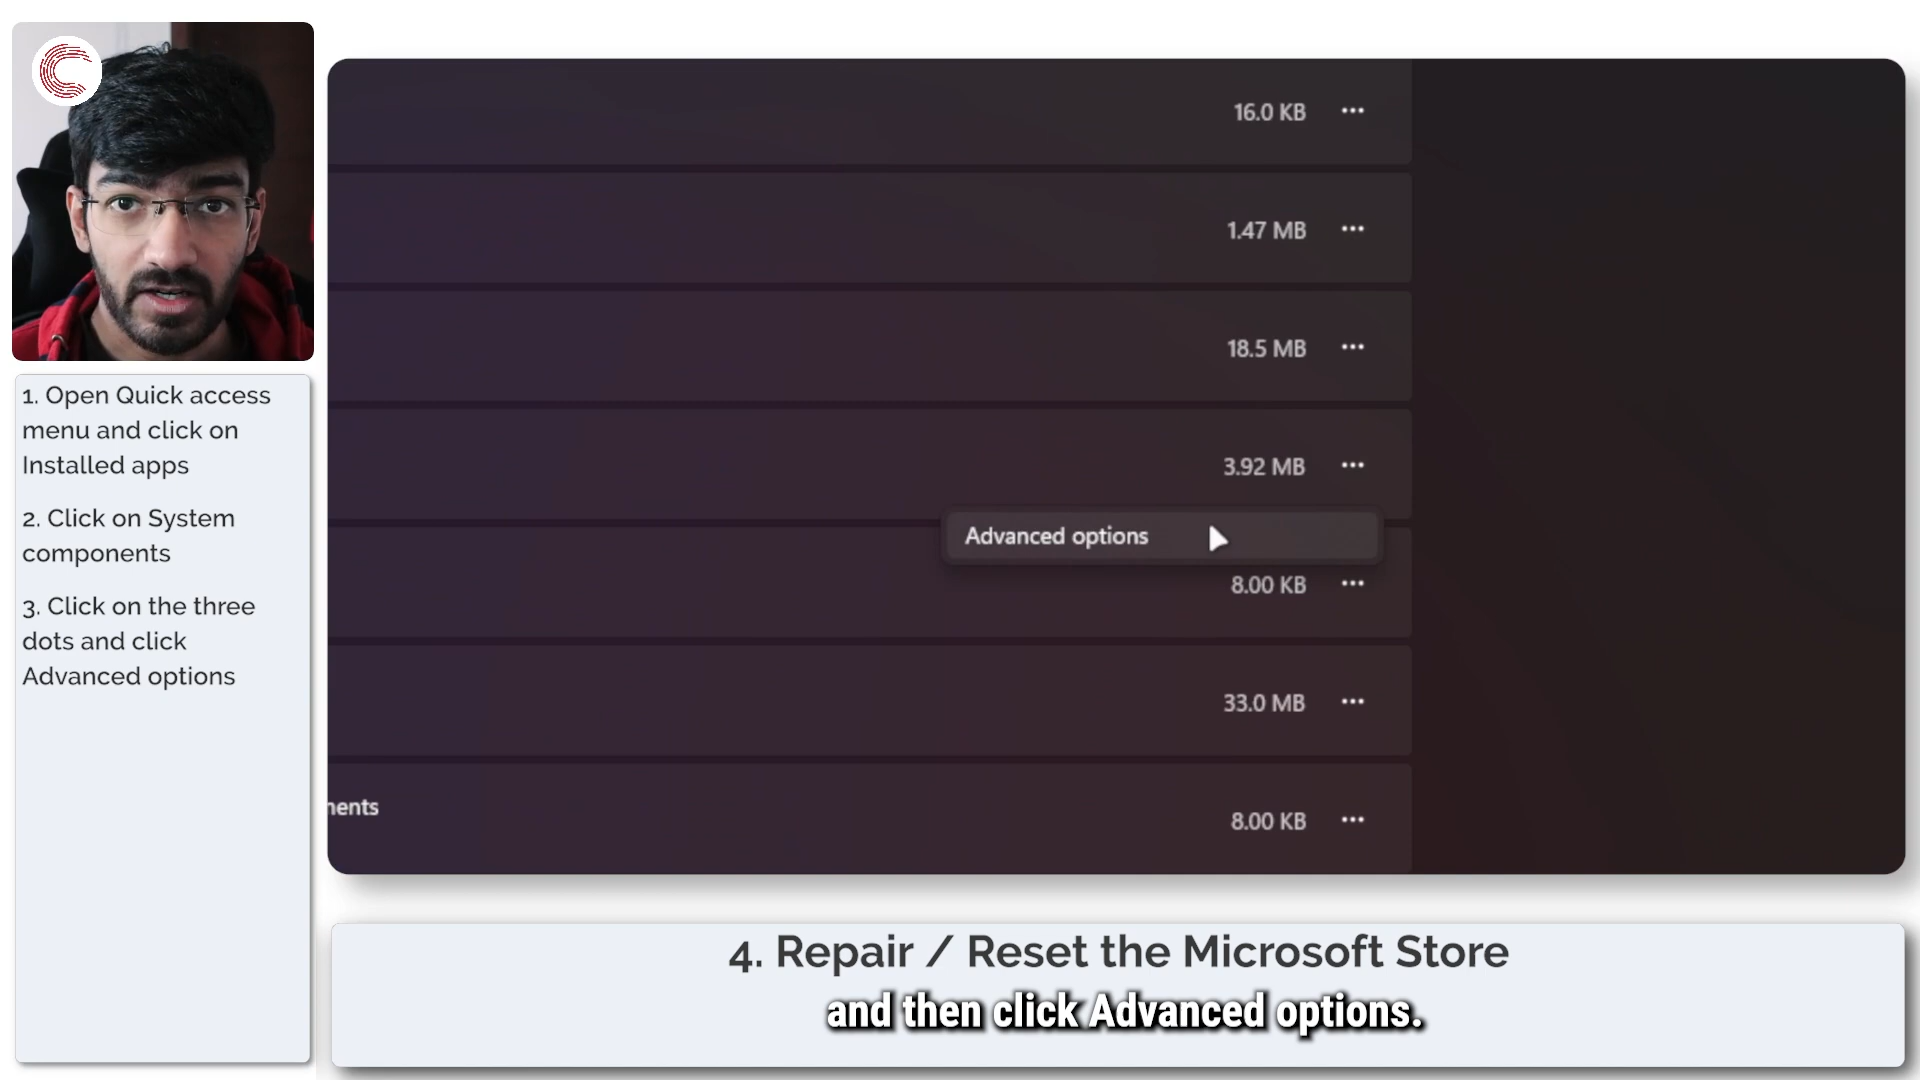 1. Open Quick access
menu and click on
Installed apps
2. Click on System
components
3. Click on the three
dots and click
Advanced options
16.0 KB
1.47 MB
18.5 MB
3.92 MB
Advanced options
8.00 KB
33.0 MB
nents
8.00 KB
4. Repair / Reset the Microsoft Store
and then click Advanced options.